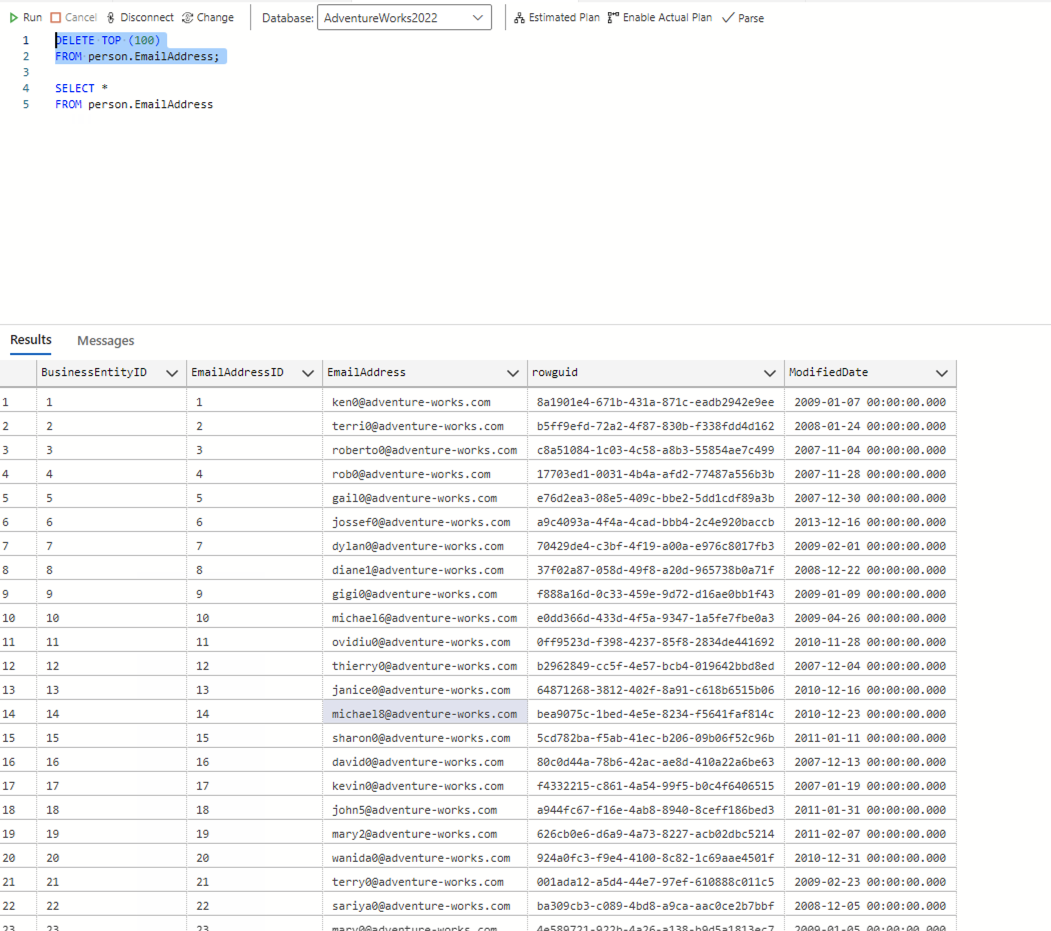 Run Cancel Disconnect Change Database: AdventureWorks2022 Estimated Plan Enable Actual Plan Parse
1 DELETE TOP (100)
2 FROM person.EmailAddress;
3
4 SELECT *
5 FROM person.EmailAddress
Results Messages
BusinessEntityID EmailAddressID EmailAddress rowguid ModifiedDate
1 1 1 ken0@adventure-works.com 8a1901e4-671b-431a-871c-eadb2942e9ee 2009-01-07 00:00:00.000
2 2 2 terri0@adventure-works.com b5ff9efd-72a2-4f87-830b-f338fdd4d162 2008-01-24 00:00:00.000
3 3 3 roberto0@adventure-works.com c8a51084-1c03-4c58-a8b3-55854ae7c499 2007-11-04 00:00:00.000
4 4 4 rob0@adventure-works.com 17703ed1-0031-4b4a-afd2-77487a556b3b 2007-11-28 00:00:00.000
5 5 5 gail0@adventure-works.com e76d2ea3-08e5-409c-bbe2-5dd1cdf89a3b 2007-12-30 00:00:00.000
6 6 6 jossef0@adventure-works.com a9c4093a-4f4a-4cad-bbb4-2c4e920baccb 2013-12-16 00:00:00.000
7 7 7 dylan0@adventure-works.com 70429de4-c3bf-4f19-a00a-e976c8017fb3 2009-02-01 00:00:00.000
8 8 8 diane1@adventure-works.com 37f02a87-058d-49f8-a20d-965738b0a71f 2008-12-22 00:00:00.000
9 9 9 gigi0@adventure-works.com f888a16d-0c33-459e-9d72-d16ae0bb1f43 2009-01-09 00:00:00.000
10 10 10 michael6@adventure-works.com e0dd366d-433d-4f5a-9347-1a5fe7fbe0a3 2009-04-26 00:00:00.000
11 11 11 ovidiu0@adventure-works.com 0ff9523d-f398-4237-85f8-2834de441692 2010-11-28 00:00:00.000
12 12 12 thierry0@adventure-works.com b2962849-cc5f-4e57-bcb4-019642bbd8ed 2007-12-04 00:00:00.000
13 13 13 janice0@adventure-works.com 64871268-3812-402f-8a91-c618b6515b06 2010-12-16 00:00:00.000
14 14 14 michael8@adventure-works.com bea9075c-1bed-4e5e-8234-f5641faf814c 2010-12-23 00:00:00.000
15 15 15 sharon0@adventure-works.com 5cd782ba-f5ab-41ec-b206-09b06f52c96b 2011-01-11 00:00:00.000
16 16 16 david0@adventure-works.com 80c0d44a-78b6-42ac-ae8d-410a22a6be63 2007-12-13 00:00:00.000
17 17 17 kevin0@adventure-works.com f4332215-c861-4a54-99f5-b0c4f6406515 2007-01-19 00:00:00.000
18 18 18 john5@adventure-works.com a944fc67-f16e-4ab8-8940-8ceff186bed3 2011-01-31 00:00:00.000
19 19 19 mary2@adventure-works.com 626cb0e6-d6a9-4a73-8227-acb02dbc5214 2011-02-07 00:00:00.000
20 20 20 wanida0@adventure-works.com 924a0fc3-f9e4-4100-8c82-1c69aae4501f 2010-12-31 00:00:00.000
21 21 21 terry0@adventure-works.com 001ada12-a5d4-44e7-97ef-610888c011c5 2009-02-23 00:00:00.000
22 22 22 sariya0@adventure-works.com ba309cb3-c089-4bd8-a9ca-aac0ce2b7bbf 2008-12-05 00:00:00.000
23 23 23 mary0@adventure-works.com 4e589721-922b-4a26-a138-b9d5a1813ec7 2009-01-05 00:00:00.000